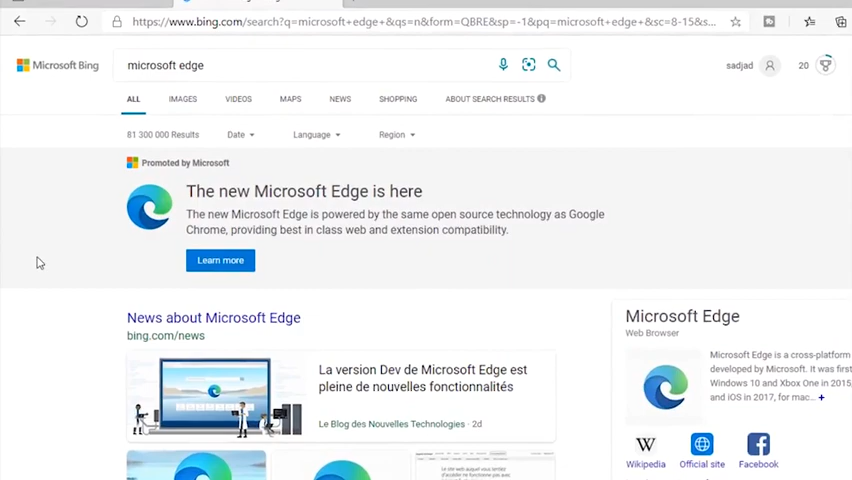 https://www.bing.com/search?q=microsoft+edge+&qs=n&form=QBRE&sp=-1&pq=microsoft+edge+&sc=8-15&s...
Microsoft Bing
microsoft edge
sadjad
20
ALL
IMAGES
VIDEOS
MAPS
NEWS
SHOPPING
ABOUT SEARCH RESULTS
81 300 000 Results
Date
Language
Region
Promoted by Microsoft
The new Microsoft Edge is here
The new Microsoft Edge is powered by the same open source technology as Google
Chrome, providing best in class web and extension compatibility.
Learn more
News about Microsoft Edge
bing.com/news
La version Dev de Microsoft Edge est
pleine de nouvelles fonctionnalités
Le Blog des Nouvelles Technologies · 2d
Microsoft Edge
Web Browser
Microsoft Edge is a cross-platform
developed by Microsoft. It was first
Windows 10 and Xbox One in 2015,
and iOS in 2017, for mac... +
W
Wikipedia
Official site
Facebook